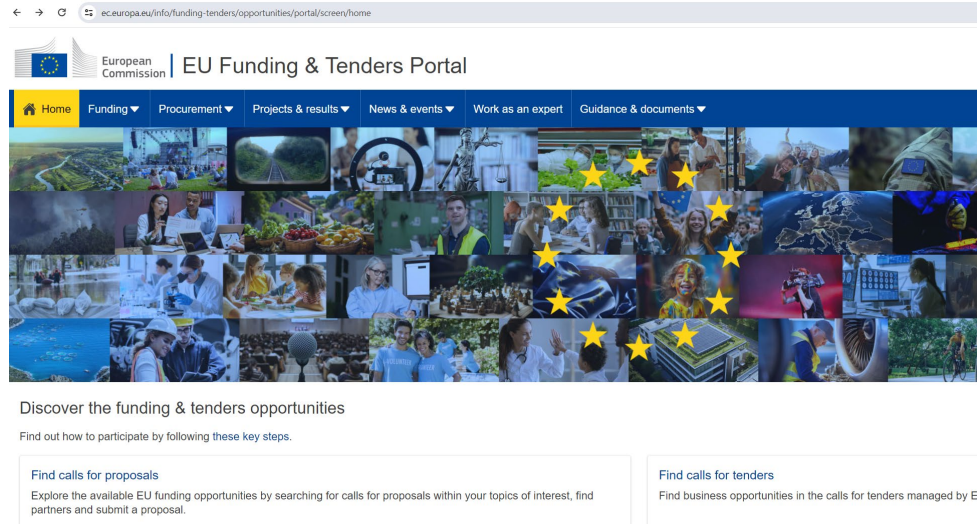 ec.europa.eu/info/funding-tenders/opportunities/portal/screen/home
European
Commission
EU Funding & Tenders Portal
Home Funding Procurement Projects & results News & events Work as an expert Guidance & documents
Discover the funding & tenders opportunities
Find out how to participate by following these key steps.
Find calls for proposals
Explore the available EU funding opportunities by searching for calls for proposals within your topics of interest, find
partners and submit a proposal.
Find calls for tenders
Find business opportunities in the calls for tenders managed by E